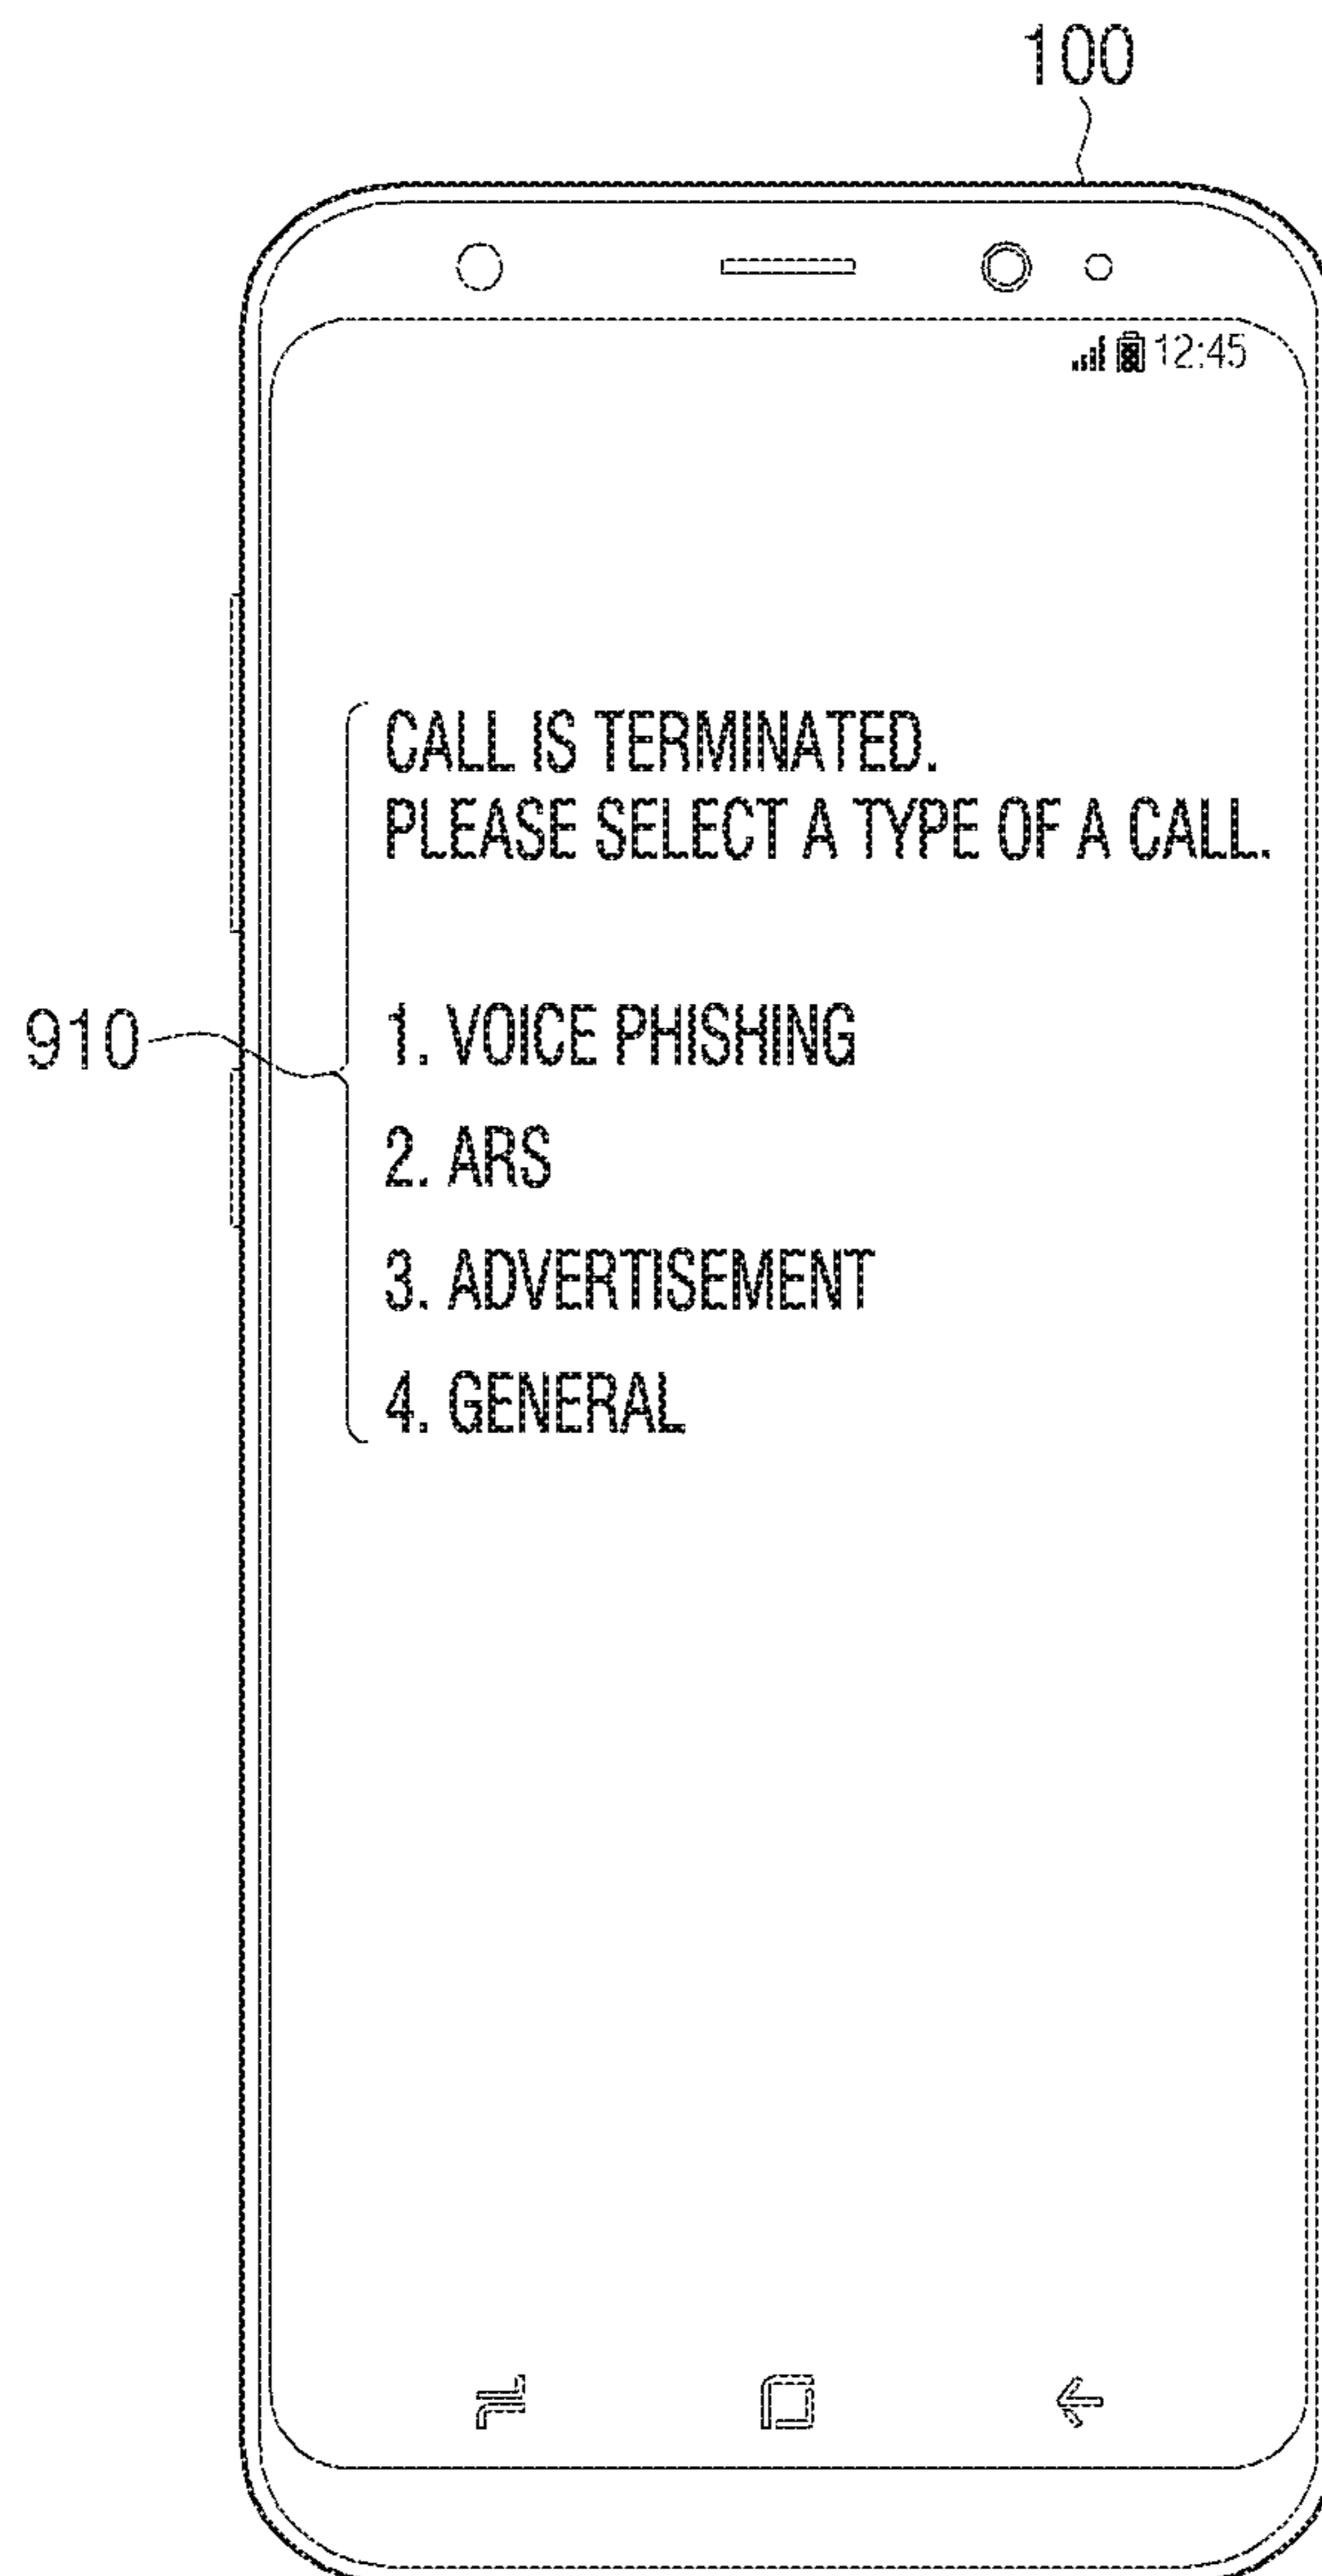 100
12:45
CALL IS TERMINATED.
PLEASE SELECT A TYPE OF A CALL.
910
1. VOICE PHISHING
2. ARS
3. ADVERTISEMENT
4. GENERAL